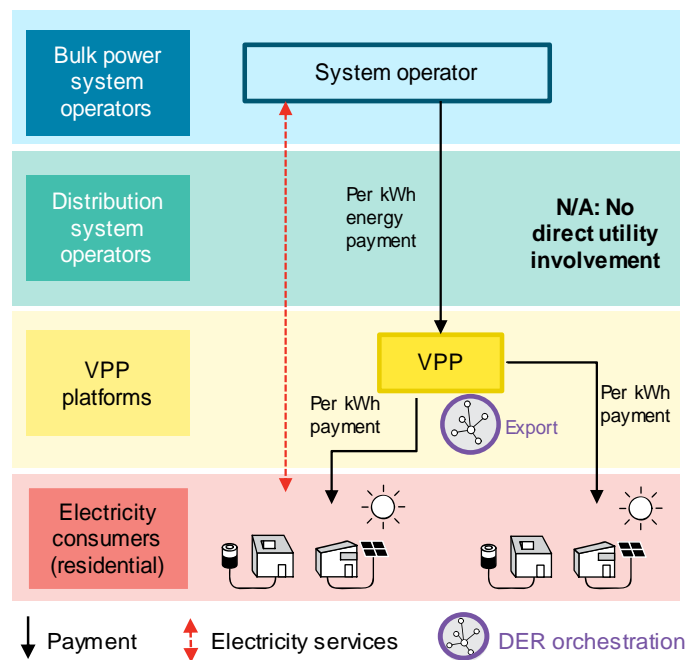 Bulk power
system
operators
System operator
Distribution
system
operators
Per kWh
energy
payment
N/A: No
direct utility
involvement
VPP
platforms
VPP
Per kWh
payment
Export
Per kWh
payment
Electricity
consumers
(residential)
Payment
Electricity services
DER orchestration